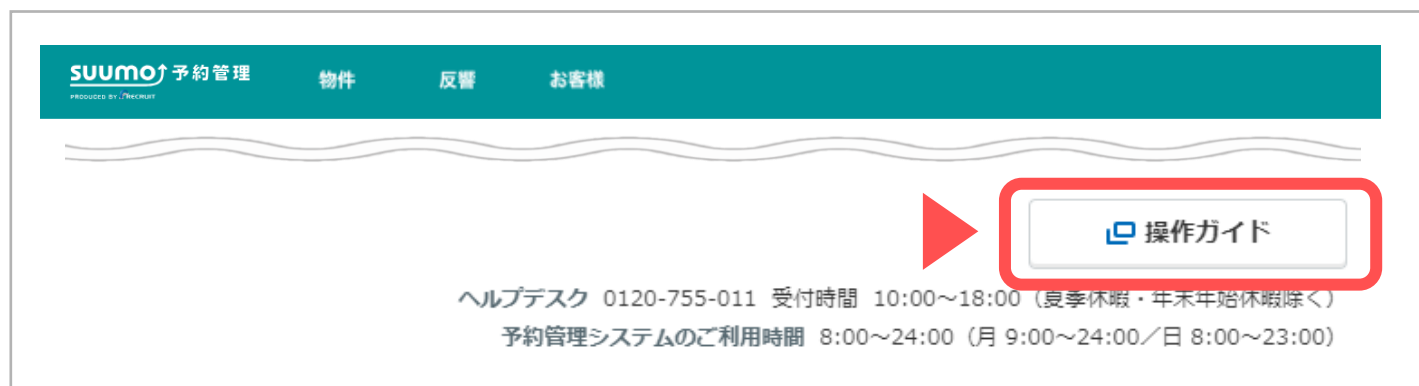 SUUMO 予約管理
PRODUCED BY RECRUIT
物件 反響 お客様
操作ガイド
ヘルプデスク 0120-755-011 受付時間 10:00～18:00（夏季休暇・年末年始休暇除く）
予約管理システムのご利用時間 8:00～24:00（月 9:00～24:00／日 8:00～23:00）